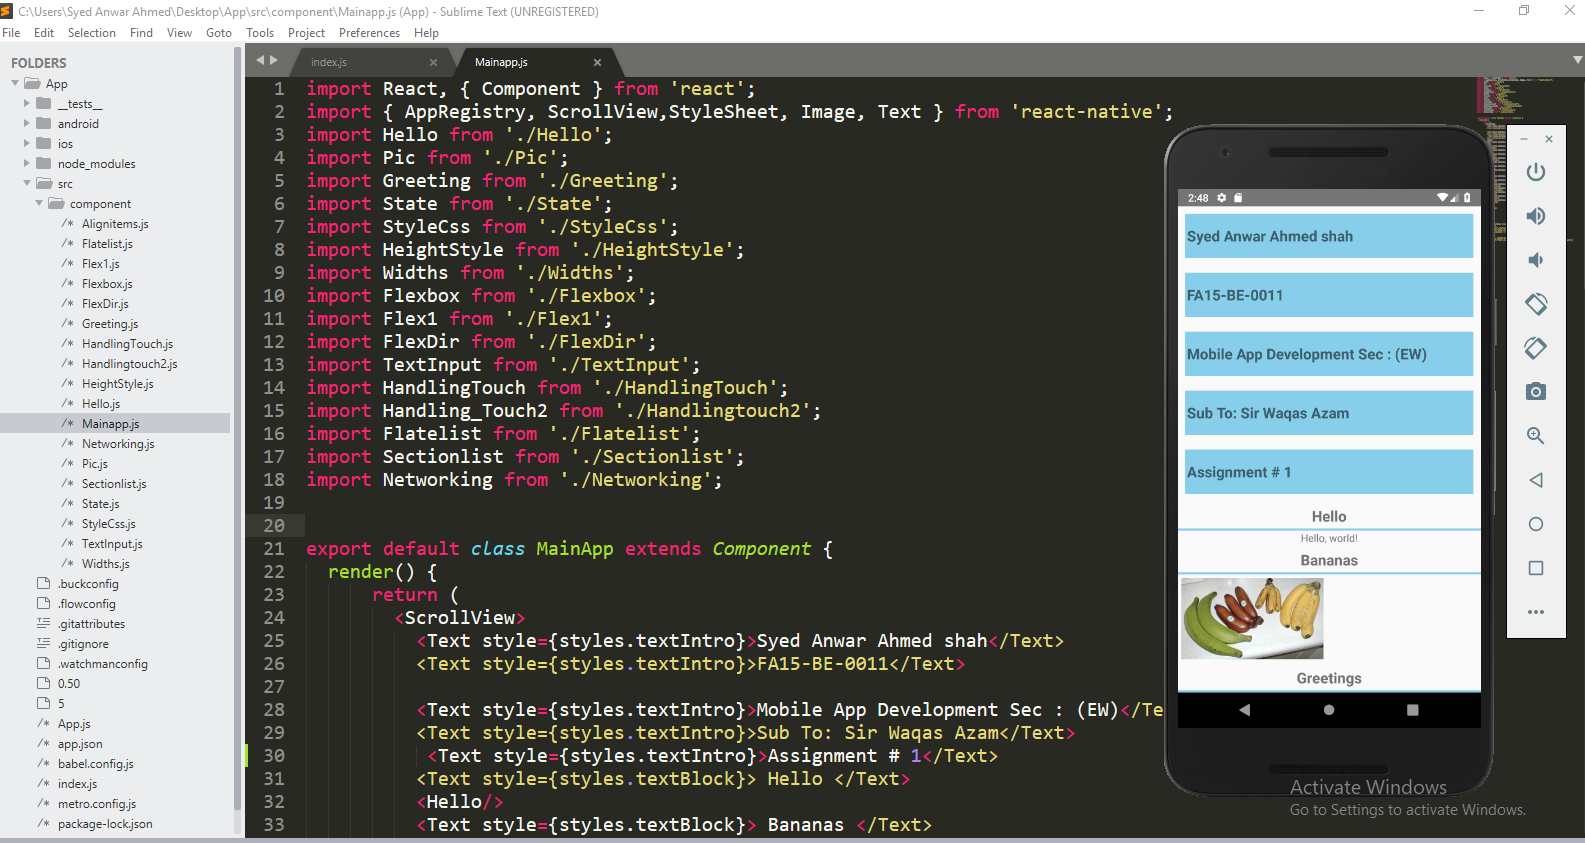 C:\Users\Syed Anwar Ahmed\Desktop\App\src\component\Mainapp.js (App) - Sublime Text (UNREGISTERED)
File Edit Selection Find View Goto Tools Project Preferences Help
FOLDERS
App
__tests__
android
ios
node_modules
src
component
/* Alignitems.js
/* Flatelist.js
/* Flex1.js
/* Flexbox.js
/* FlexDir.js
/* Greeting.js
/* HandlingTouch.js
/* Handlingtouch2.js
/* HeightStyle.js
/* Hello.js
/* Mainapp.js
/* Networking.js
/* Pic.js
/* Sectionlist.js
/* State.js
/* StyleCss.js
/* TextInput.js
/* Widths.js
.buckconfig
.flowconfig
.gitattributes
.gitignore
.watchmanconfig
0.50
5
/* App.js
/* app.json
/* babel.config.js
/* index.js
/* metro.config.js
/* package-lock.json
index.js Mainapp.js
1 import React, { Component } from 'react';
2 import { AppRegistry, ScrollView,StyleSheet, Image, Text } from 'react-native';
3 import Hello from './Hello';
4 import Pic from './Pic';
5 import Greeting from './Greeting';
6 import State from './State';
7 import StyleCss from './StyleCss';
8 import HeightStyle from './HeightStyle';
9 import Widths from './Widths';
10 import Flexbox from './Flexbox';
11 import Flex1 from './Flex1';
12 import FlexDir from './FlexDir';
13 import TextInput from './TextInput';
14 import HandlingTouch from './HandlingTouch';
15 import Handling_Touch2 from './Handlingtouch2';
16 import Flatelist from './Flatelist';
17 import Sectionlist from './Sectionlist';
18 import Networking from './Networking';
19
20
21 export default class MainApp extends Component {
22 render() {
23 return (
24 <ScrollView>
25 <Text style={styles.textIntro}>Syed Anwar Ahmed shah</Text>
26 <Text style={styles.textIntro}>FA15-BE-0011</Text>
27
28 <Text style={styles.textIntro}>Mobile App Development Sec : (EW)</Te
29 <Text style={styles.textIntro}>Sub To: Sir Waqas Azam</Text>
30 <Text style={styles.textIntro}>Assignment # 1</Text>
31 <Text style={styles.textBlock}> Hello </Text>
32 <Hello/>
33 <Text style={styles.textBlock}> Bananas </Text>
2:48
Syed Anwar Ahmed shah
FA15-BE-0011
Mobile App Development Sec : (EW)
Sub To: Sir Waqas Azam
Assignment # 1
Hello
Hello, world!
Bananas
Greetings
Activate Windows
Go to Settings to activate Windows.